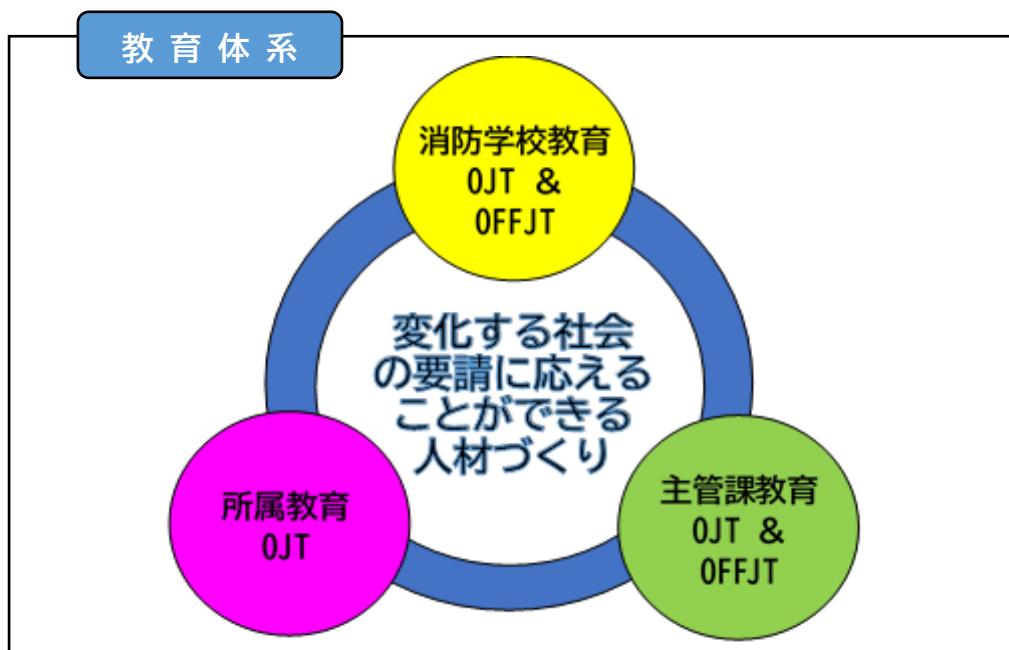 教育体系
消防学校教育
OJT &
OFFJT
変化する社会
の要請に応える
ことができる
人材づくり
所属教育
OJT
主管課教育
OJT &
OFFJT